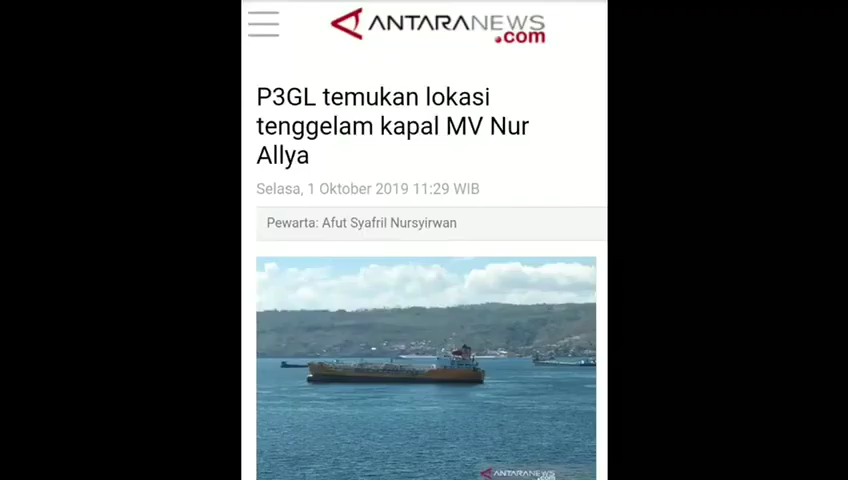 ANTARANEWS
.com
P3GL temukan lokasi
tenggelam kapal MV Nur
Allya
Selasa, 1 Oktober 2019 11:29 WIB
Pewarta: Afut Syafril Nursyirwan
ANTARANEWS
.com